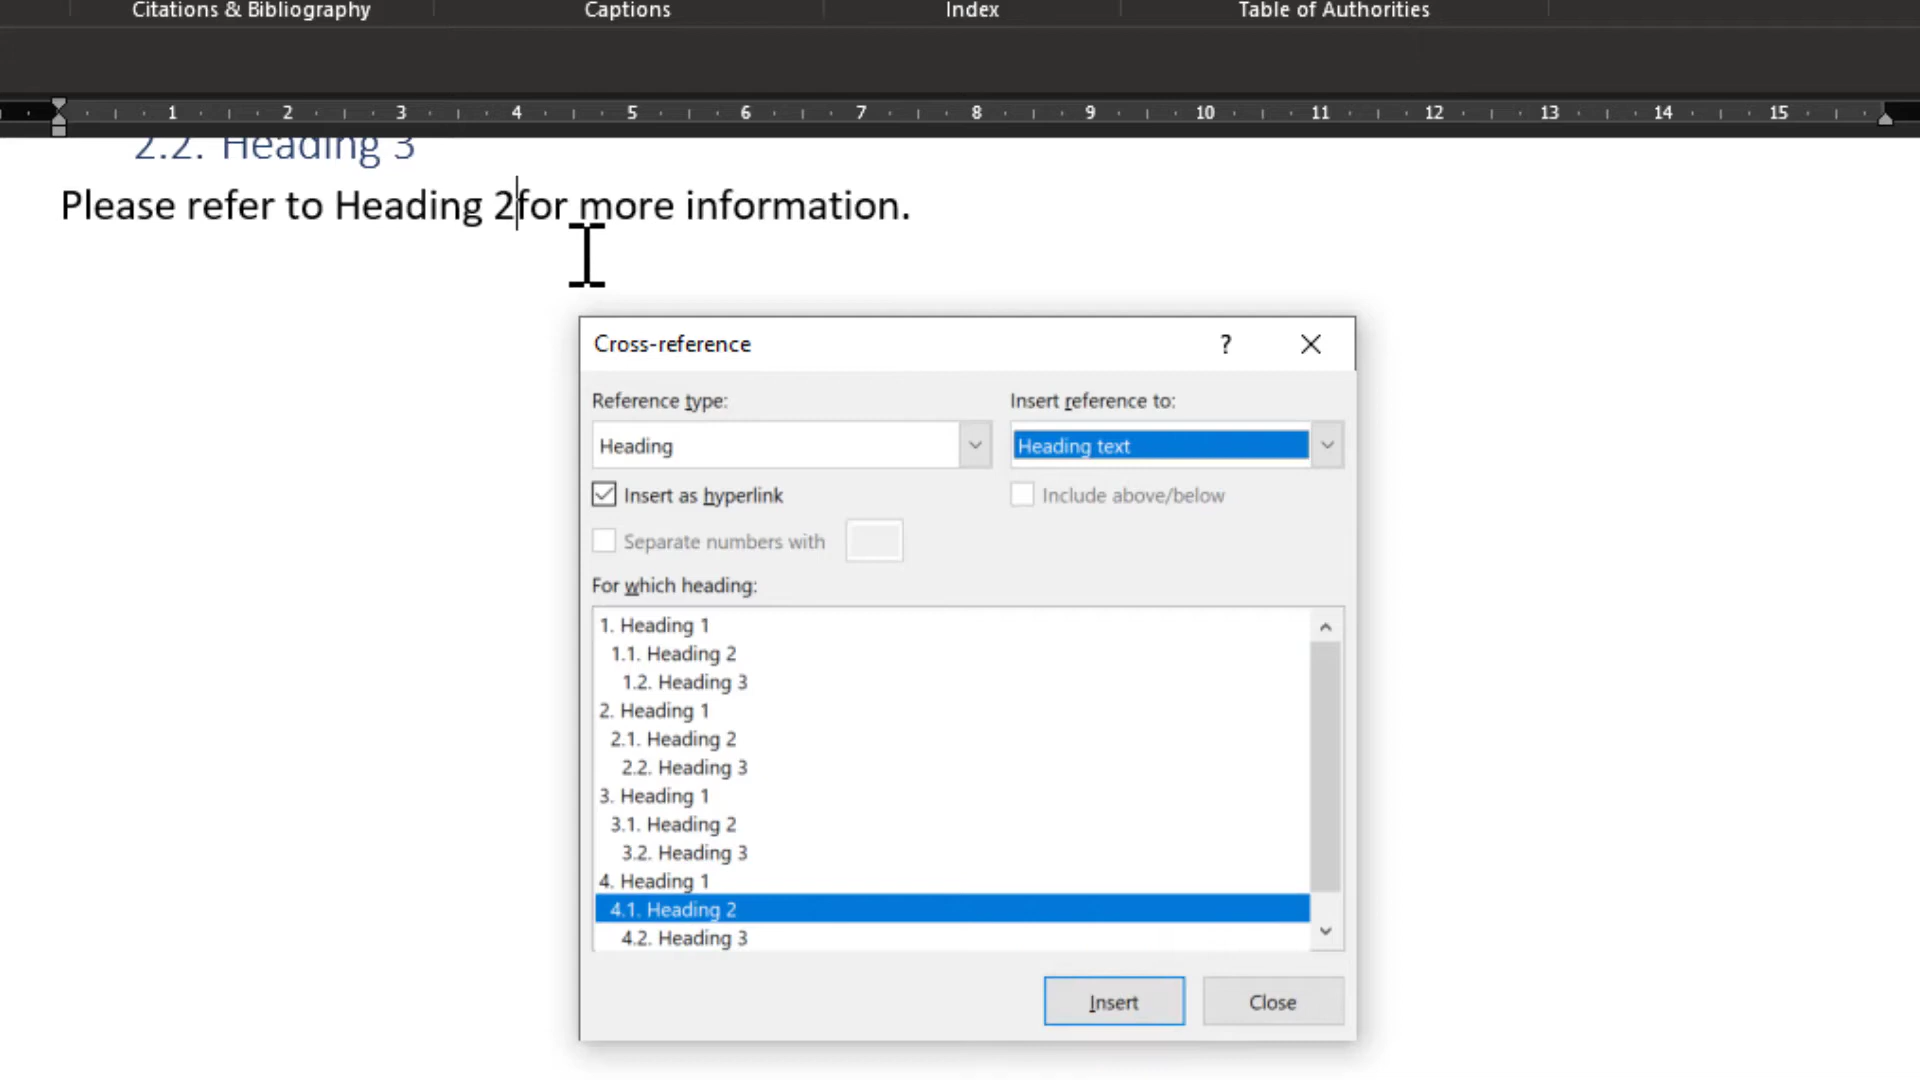 Citations & Bibliography Captions Index Table of Authorities
1 2 3 4 5 6 7 8 9 10 11 12 13 14 15
2.2. Heading 3
Please refer to Heading 2for more information.
Cross-reference ?
Reference type: Insert reference to:
Heading Heading text
Insert as hyperlink Include above/below
Separate numbers with
For which heading:
1. Heading 1
1.1. Heading 2
1.2. Heading 3
2. Heading 1
2.1. Heading 2
2.2. Heading 3
3. Heading 1
3.1. Heading 2
3.2. Heading 3
4. Heading 1
4.1. Heading 2
4.2. Heading 3
Insert Close